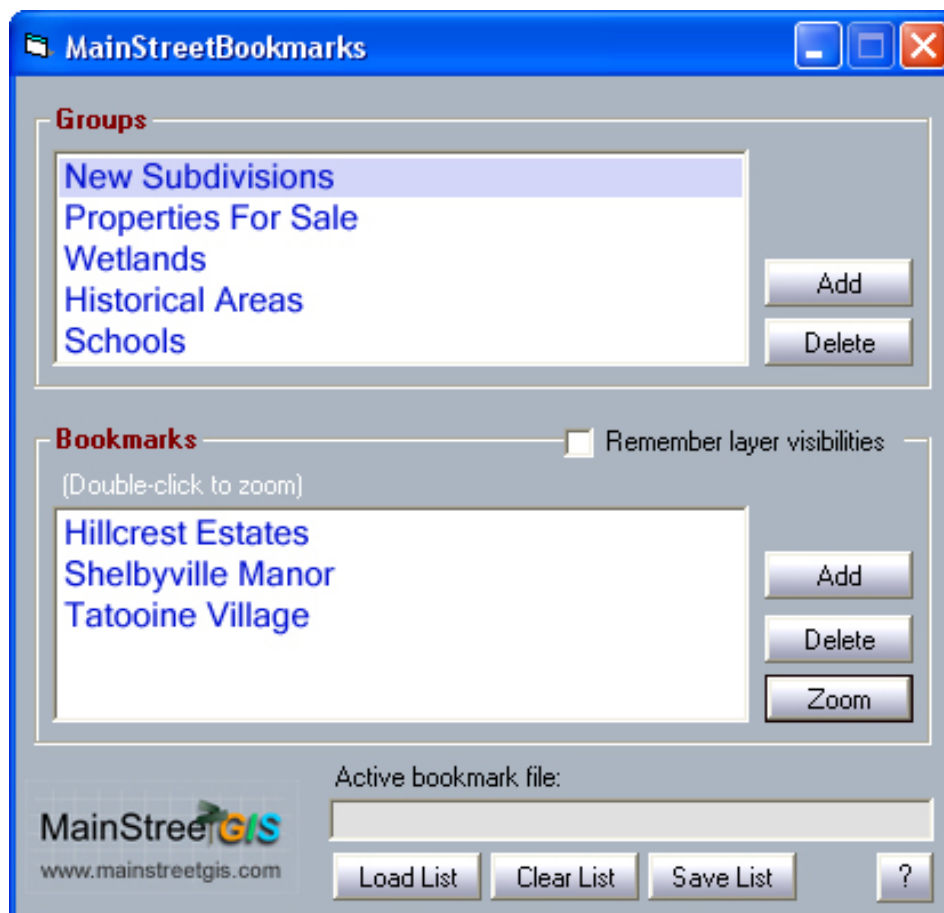 MainStreetBookmarks
Groups
New Subdivisions
Properties For Sale
Wetlands
Historical Areas
Schools
Add
Delete
Bookmarks
Remember layer visibilities
(Double-click to zoom)
Hillcrest Estates
Shelbyville Manor
Tatooine Village
Add
Delete
Zoom
Active bookmark file:
MainStreetGIS
www.mainstreetgis.com
Load List
Clear List
Save List
?